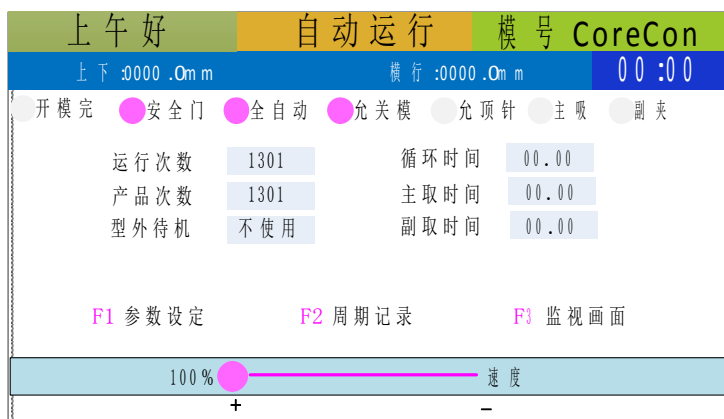 上午好 自动运行 模号 CoreCon
上下:0000.0mm 横行:0000.0mm 00:00
开模完 安全门 全自动 允关模 允顶针 主吸 副夹
运行次数 1301 循环时间 00.00
产品次数 1301 主取时间 00.00
型外待机 不使用 副取时间 00.00
F1 参数设定 F2 周期记录 F3 监视画面
100% 速度
+ −